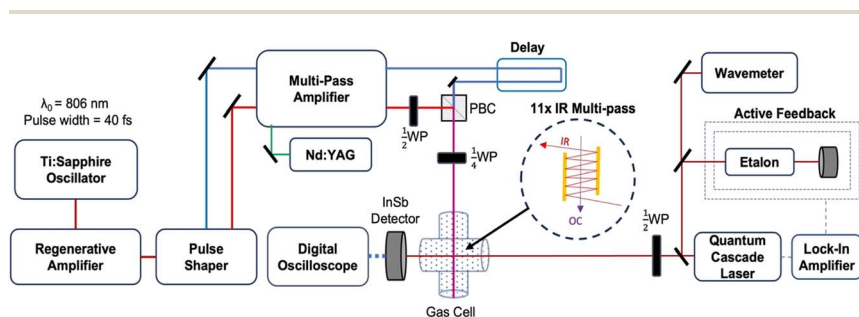 λ₀ = 806 nm
Pulse width = 40 fs
Ti:Sapphire
Oscillator
Regenerative
Amplifier
Pulse
Shaper
Multi-Pass
Amplifier
Nd:YAG
½WP
PBC
Delay
¼WP
11x IR Multi-pass
IR
OC
InSb
Detector
Digital
Oscilloscope
Gas Cell
½WP
Wavemeter
Active Feedback
Etalon
Quantum
Cascade
Laser
Lock-In
Amplifier